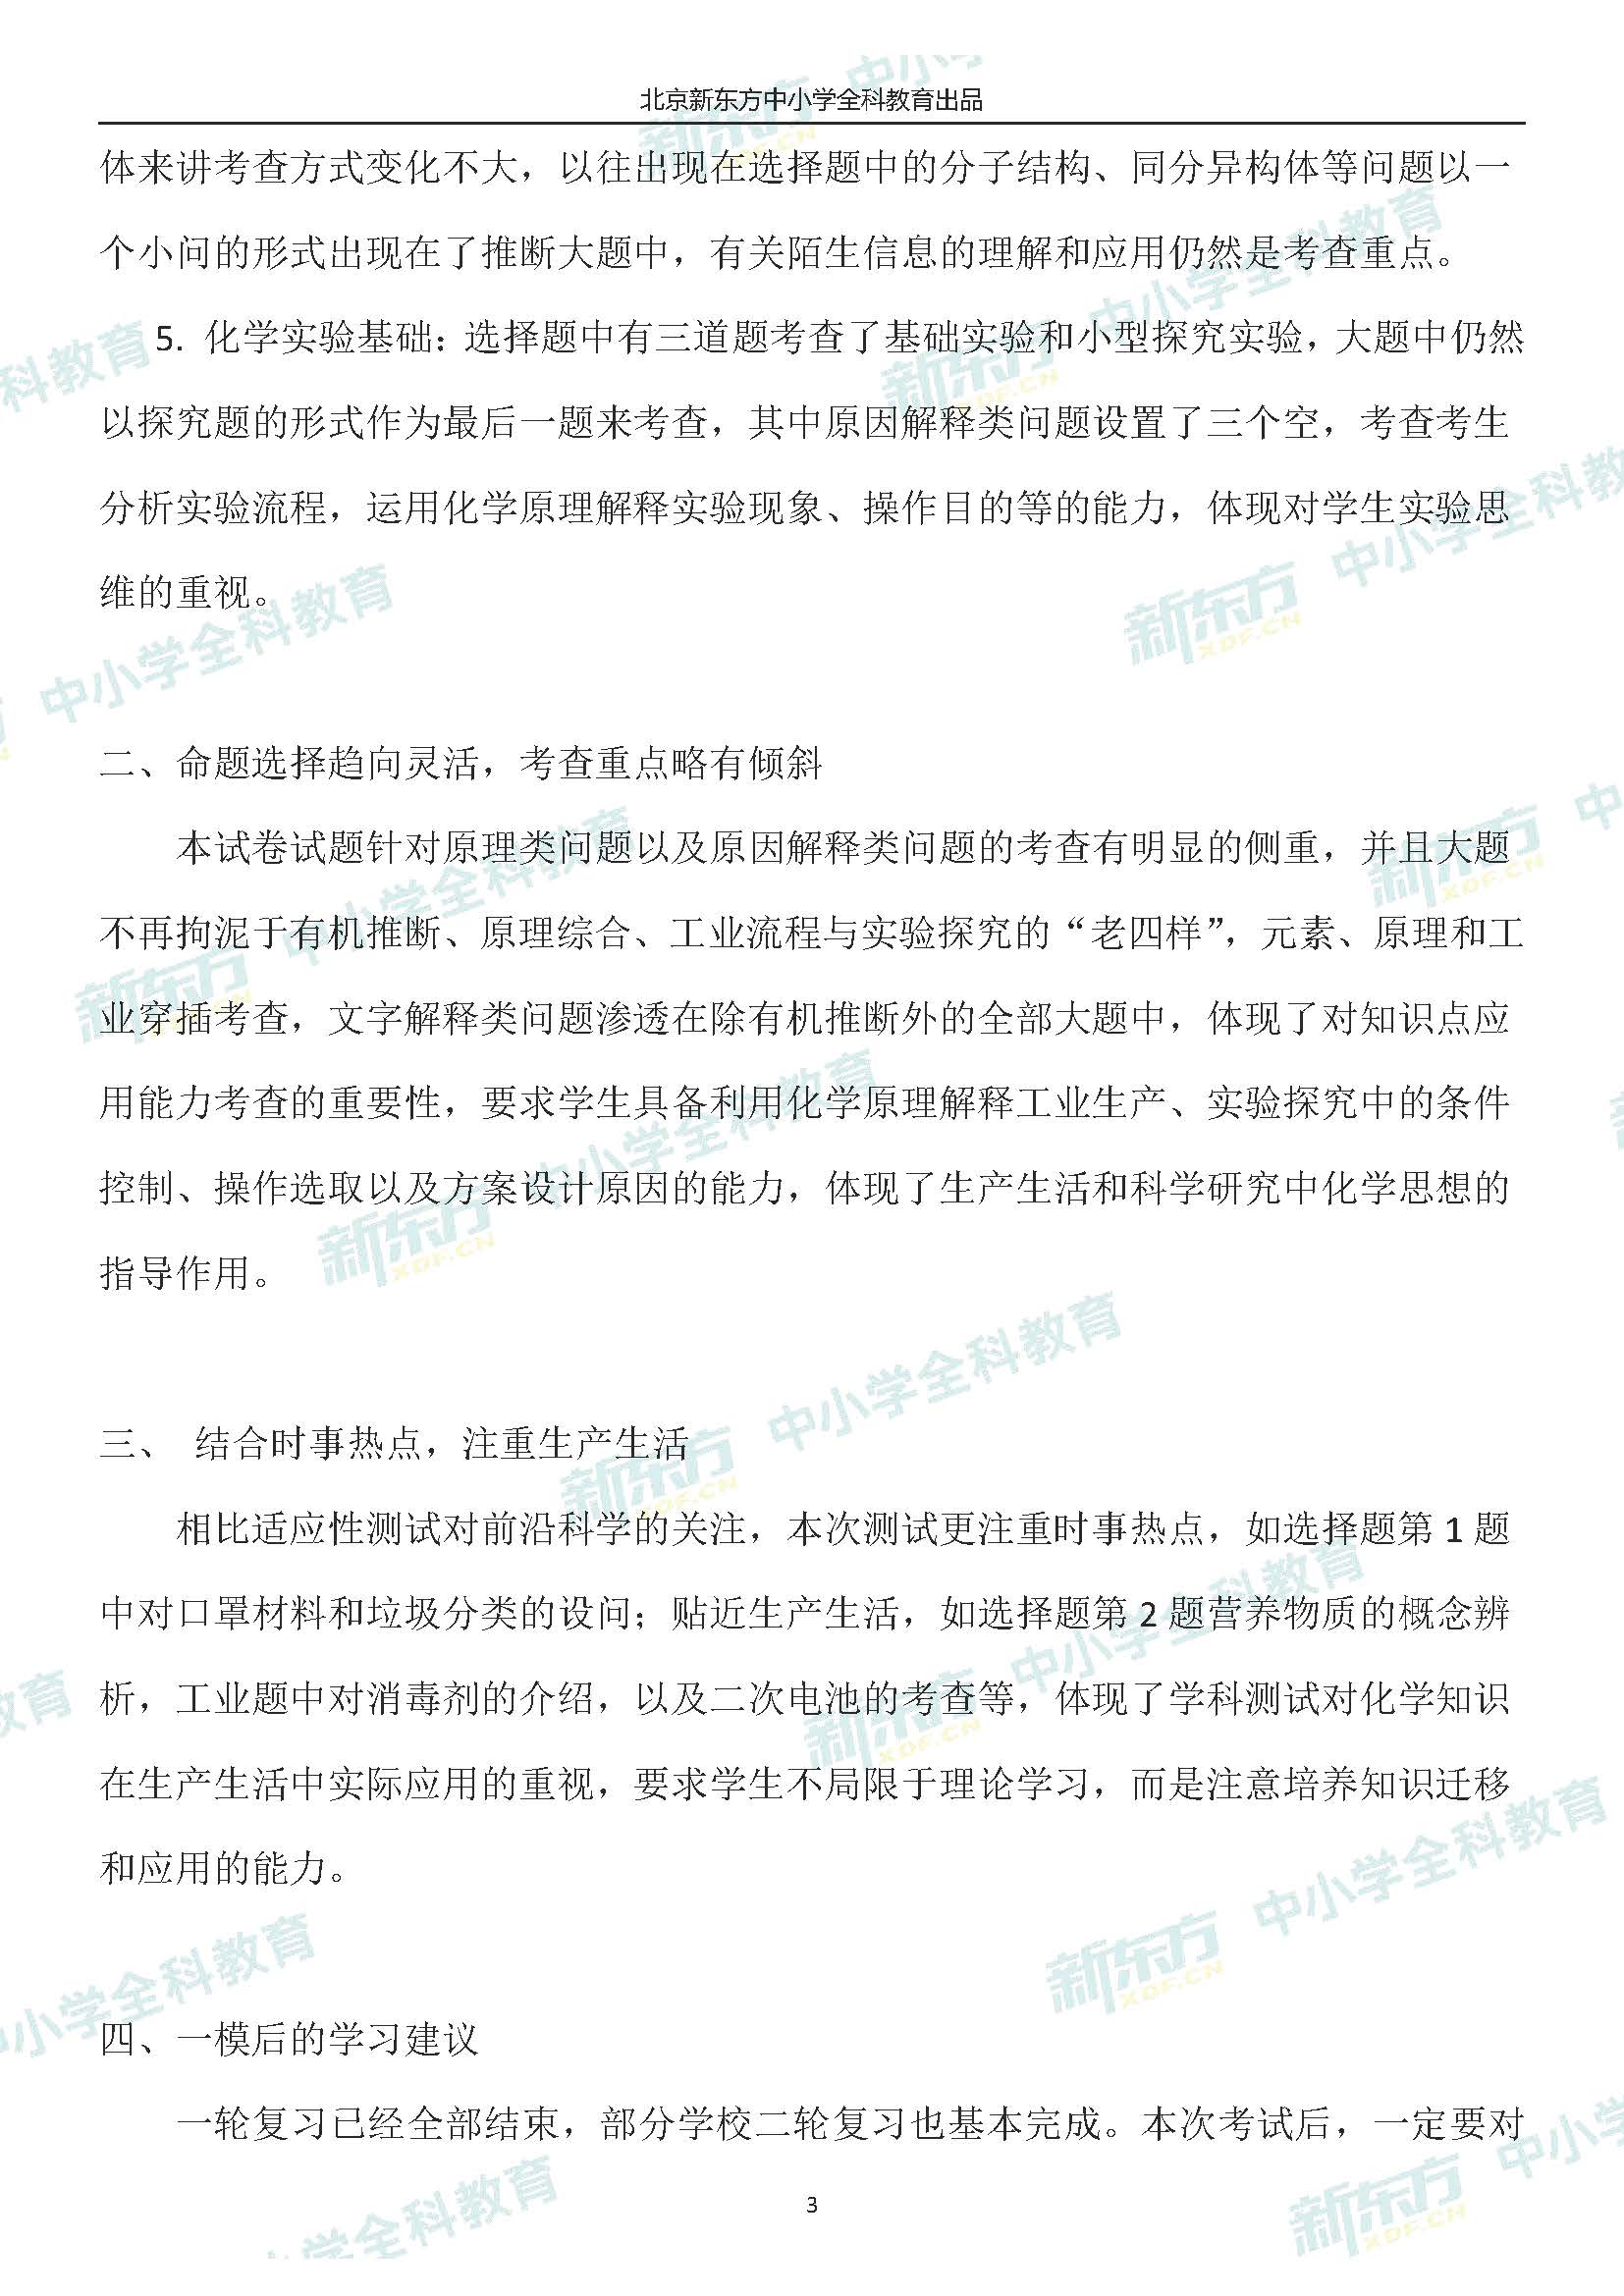 北京新东方中小学全科教育出品
体来讲考查方式变化不大，以往出现在选择题中的分子结构、同分异构体等问题以一
个小问的形式出现在了推断大题中，有关陌生信息的理解和应用仍然是考查重点。
5. 化学实验基础：选择题中有三道题考查了基础实验和小型探究实验，大题中仍然
以探究题的形式作为最后一题来考查，其中原因解释类问题设置了三个空，考查考生
分析实验流程，运用化学原理解释实验现象、操作目的等的能力，体现对学生实验思
维的重视。
二、命题选择趋向灵活，考查重点略有倾斜
本试卷试题针对原理类问题以及原因解释类问题的考查有明显的侧重，并且大题
不再拘泥于有机推断、原理综合、工业流程与实验探究的“老四样”，元素、原理和工
业穿插考查，文字解释类问题渗透在除有机推断外的全部大题中，体现了对知识点应
用能力考查的重要性，要求学生具备利用化学原理解释工业生产、实验探究中的条件
控制、操作选取以及方案设计原因的能力，体现了生产生活和科学研究中化学思想的
指导作用。
三、 结合时事热点，注重生产生活
相比适应性测试对前沿科学的关注，本次测试更注重时事热点，如选择题第 1 题
中对口罩材料和垃圾分类的设问；贴近生产生活，如选择题第 2 题营养物质的概念辨
析，工业题中对消毒剂的介绍，以及二次电池的考查等，体现了学科测试对化学知识
在生产生活中实际应用的重视，要求学生不局限于理论学习，而是注意培养知识迁移
和应用的能力。
四、一模后的学习建议
一轮复习已经全部结束，部分学校二轮复习也基本完成。本次考试后，一定要对
3
新东方 XDF.CN 中小学全科教育